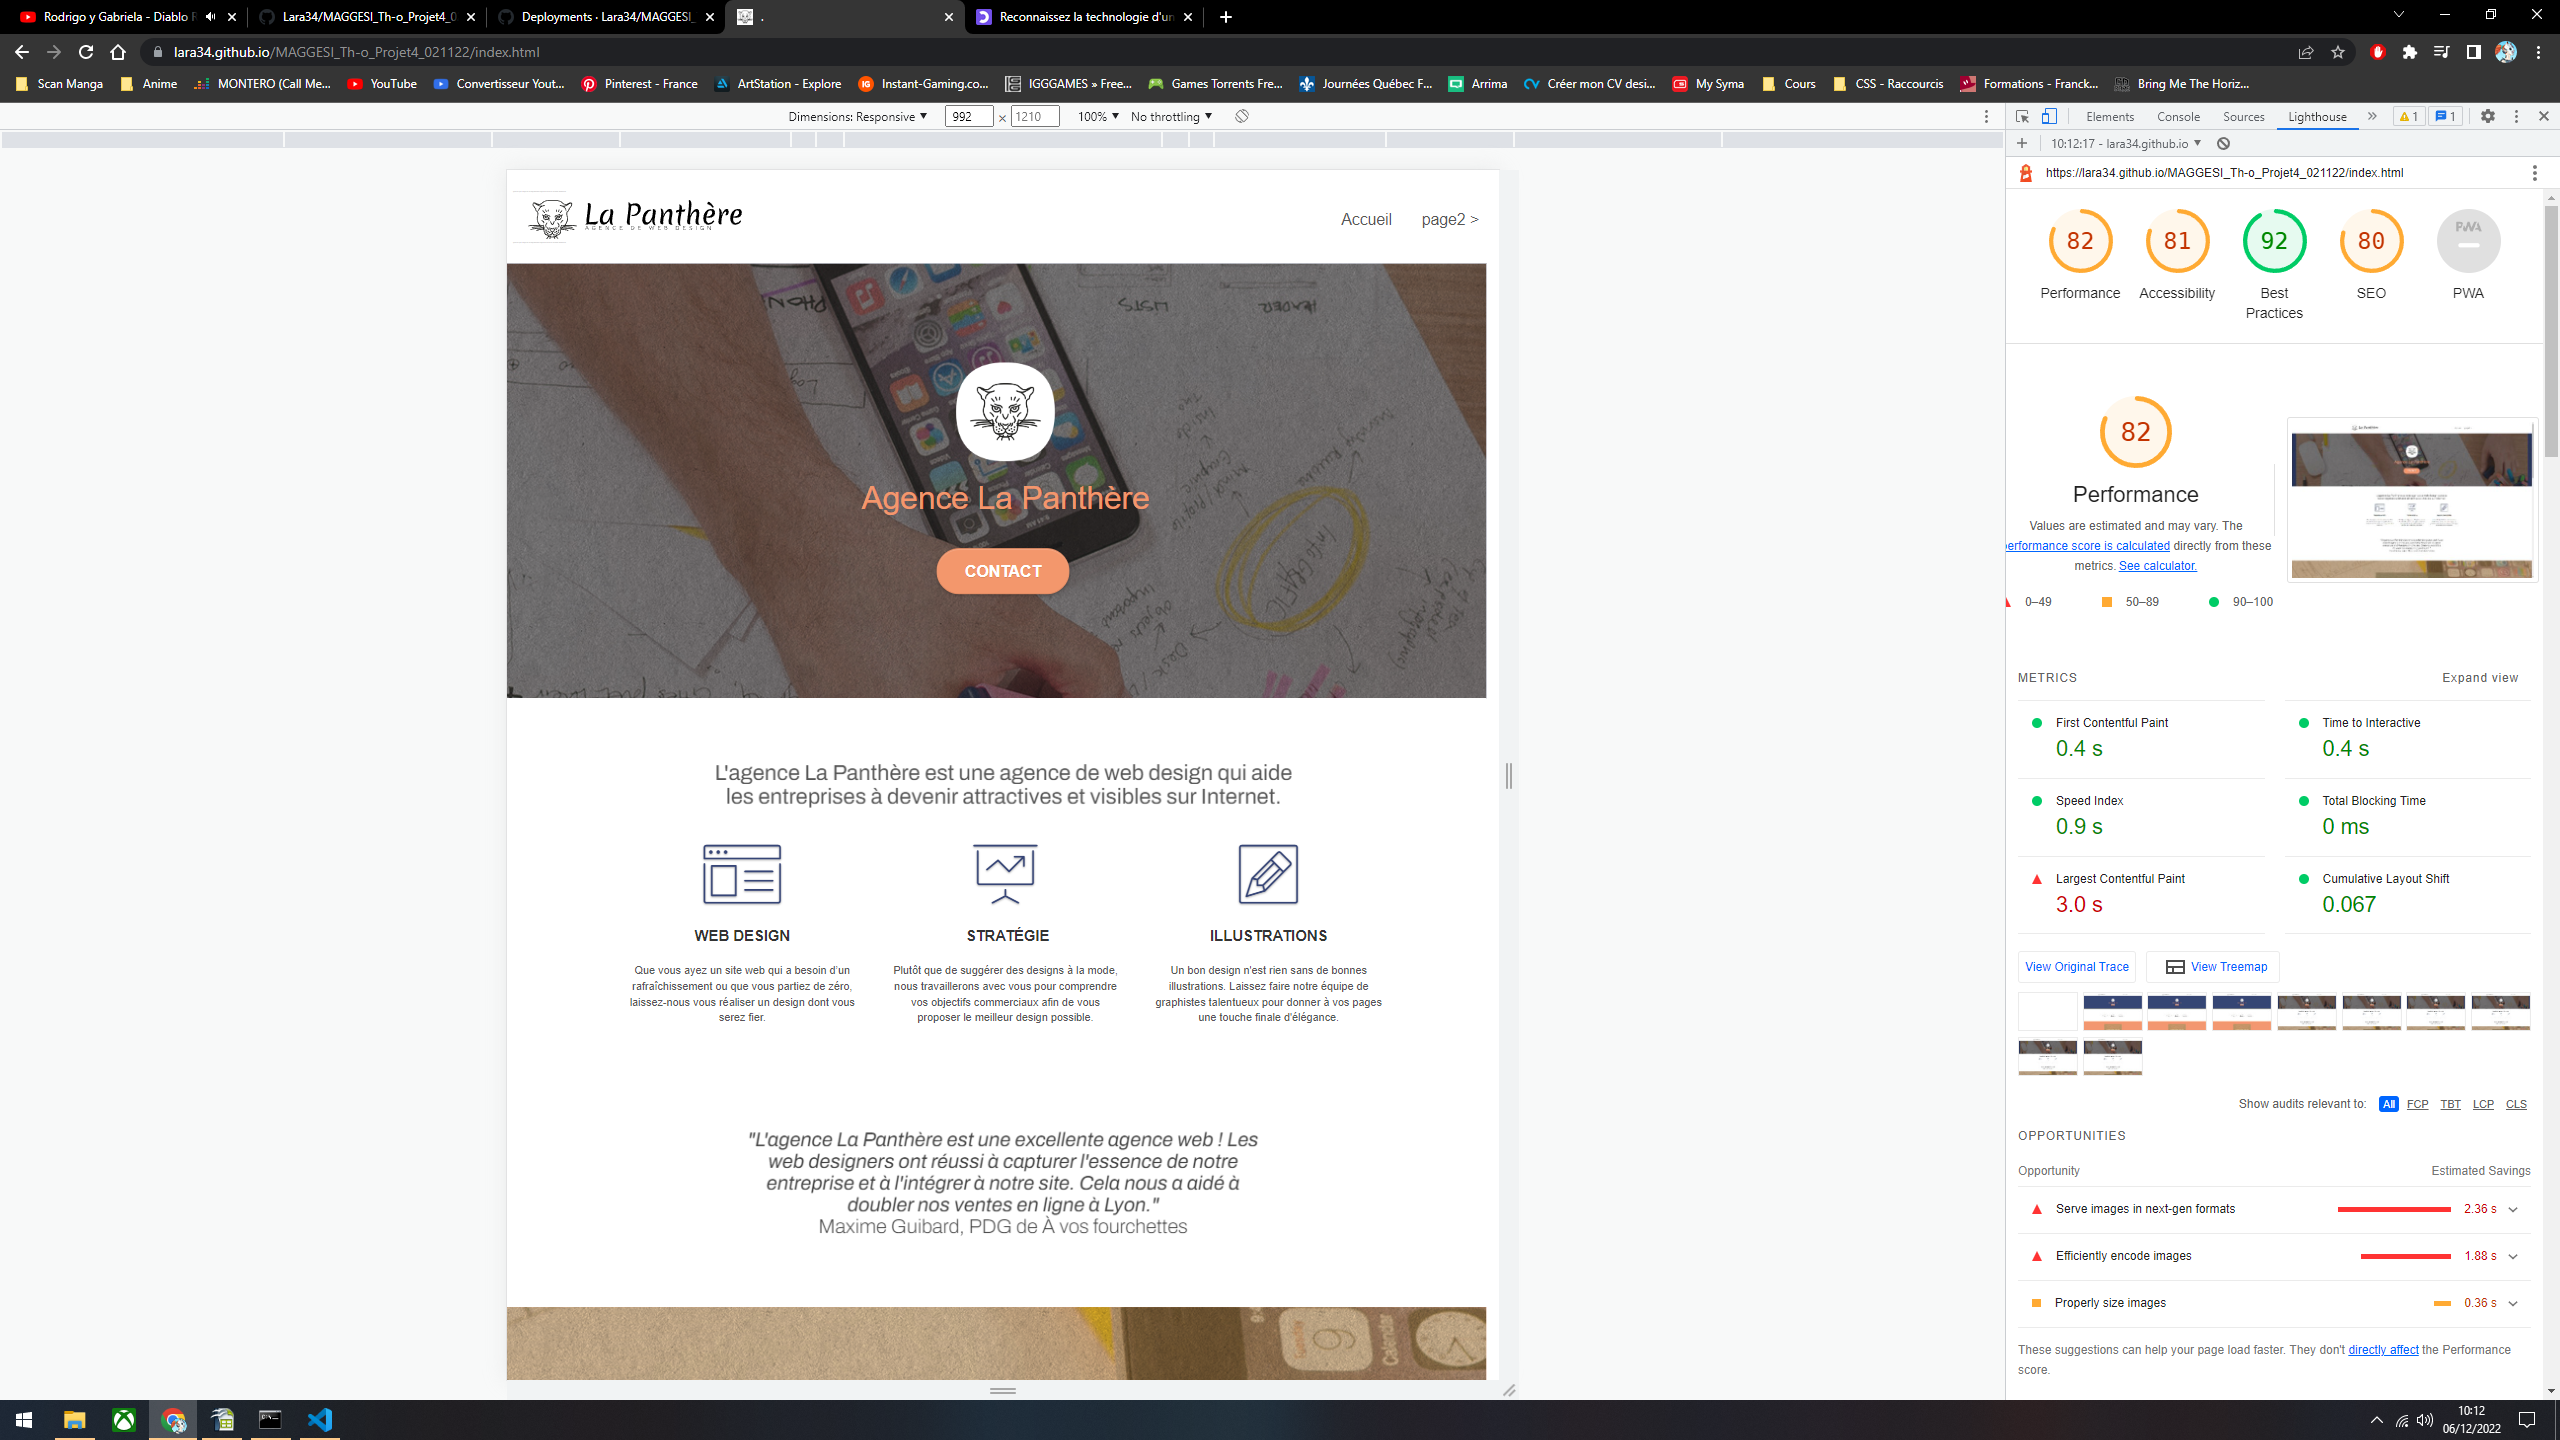 Rodrigo y Gabriela - Diablo R
Lara34/MAGGESI_Th-o_Projet4_0
Deployments · Lara34/MAGGESI_
.
Reconnaissez la technologie d'un
lara34.github.io/MAGGESI_Th-o_Projet4_021122/index.html
Scan Manga
Anime
MONTERO (Call Me...
YouTube
Convertisseur Yout...
Pinterest - France
ArtStation - Explore
Instant-Gaming.co...
IGGGAMES » Free...
Games Torrents Fre...
Journées Québec F...
Arrima
Créer mon CV desi...
My Syma
Cours
CSS - Raccourcis
Formations - Franck...
Bring Me The Horiz...
Dimensions: Responsive
992 × 1210
100%
No throttling
La Panthère
AGENCE DE WEB DESIGN
Accueil
page2 >
Agence La Panthère
CONTACT
L'agence La Panthère est une agence de web design qui aide
les entreprises à devenir attractives et visibles sur Internet.
WEB DESIGN
Que vous ayez un site web qui a besoin d'un
rafraîchissement ou que vous partiez de zéro,
laissez-nous vous réaliser un design dont vous
serez fier.
STRATÉGIE
Plutôt que de suggérer des designs à la mode,
nous travaillerons avec vous pour comprendre
vos objectifs commerciaux afin de vous
proposer le meilleur design possible.
ILLUSTRATIONS
Un bon design n'est rien sans de bonnes
illustrations. Laissez faire notre équipe de
graphistes talentueux pour donner à vos pages
une touche finale d'élégance.
"L'agence La Panthère est une excellente agence web ! Les
web designers ont réussi à capturer l'essence de notre
entreprise et à l'intégrer à notre site. Cela nous a aidé à
doubler nos ventes en ligne à Lyon."
Maxime Guibard, PDG de À vos fourchettes
Elements
Console
Sources
Lighthouse
1
1
10:12:17 - lara34.github.io
https://lara34.github.io/MAGGESI_Th-o_Projet4_021122/index.html
82
Performance
81
Accessibility
92
Best
Practices
80
SEO
PWA
PWA
82
Performance
Values are estimated and may vary. The
performance score is calculated directly from these
metrics. See calculator.
0–49
50–89
90–100
METRICS
Expand view
First Contentful Paint
0.4 s
Time to Interactive
0.4 s
Speed Index
0.9 s
Total Blocking Time
0 ms
Largest Contentful Paint
3.0 s
Cumulative Layout Shift
0.067
View Original Trace
View Treemap
Show audits relevant to: All FCP TBT LCP CLS
OPPORTUNITIES
Opportunity
Estimated Savings
Serve images in next-gen formats
2.36 s
Efficiently encode images
1.88 s
Properly size images
0.36 s
These suggestions can help your page load faster. They don't directly affect the Performance
score.
10:12
06/12/2022